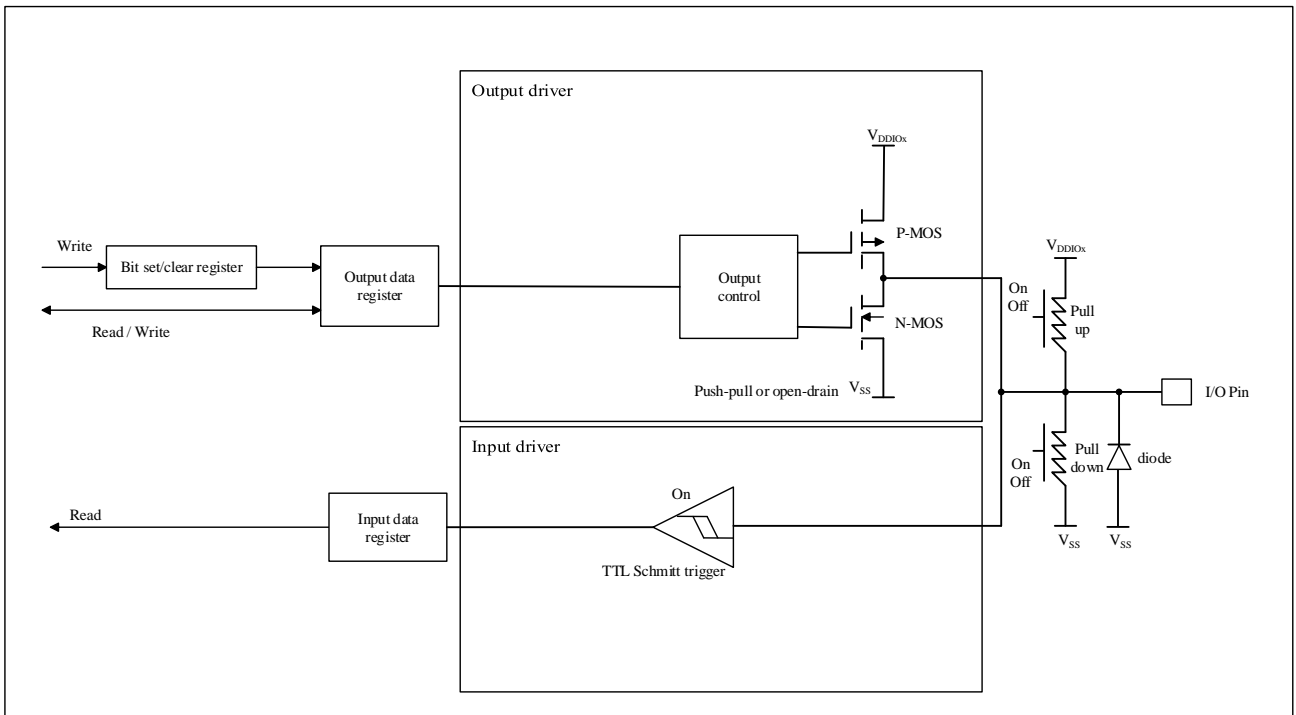 Output driver
V_DDIOx
Write
Bit set/clear register
Output data
register
Read / Write
Output
control
P-MOS
N-MOS
Push-pull or open-drain
V_SS
V_DDIOx
On
Off
Pull
up
I/O Pin
On
Off
Pull
down
diode
V_SS
V_SS
Input driver
On
TTL Schmitt trigger
Input data
register
Read